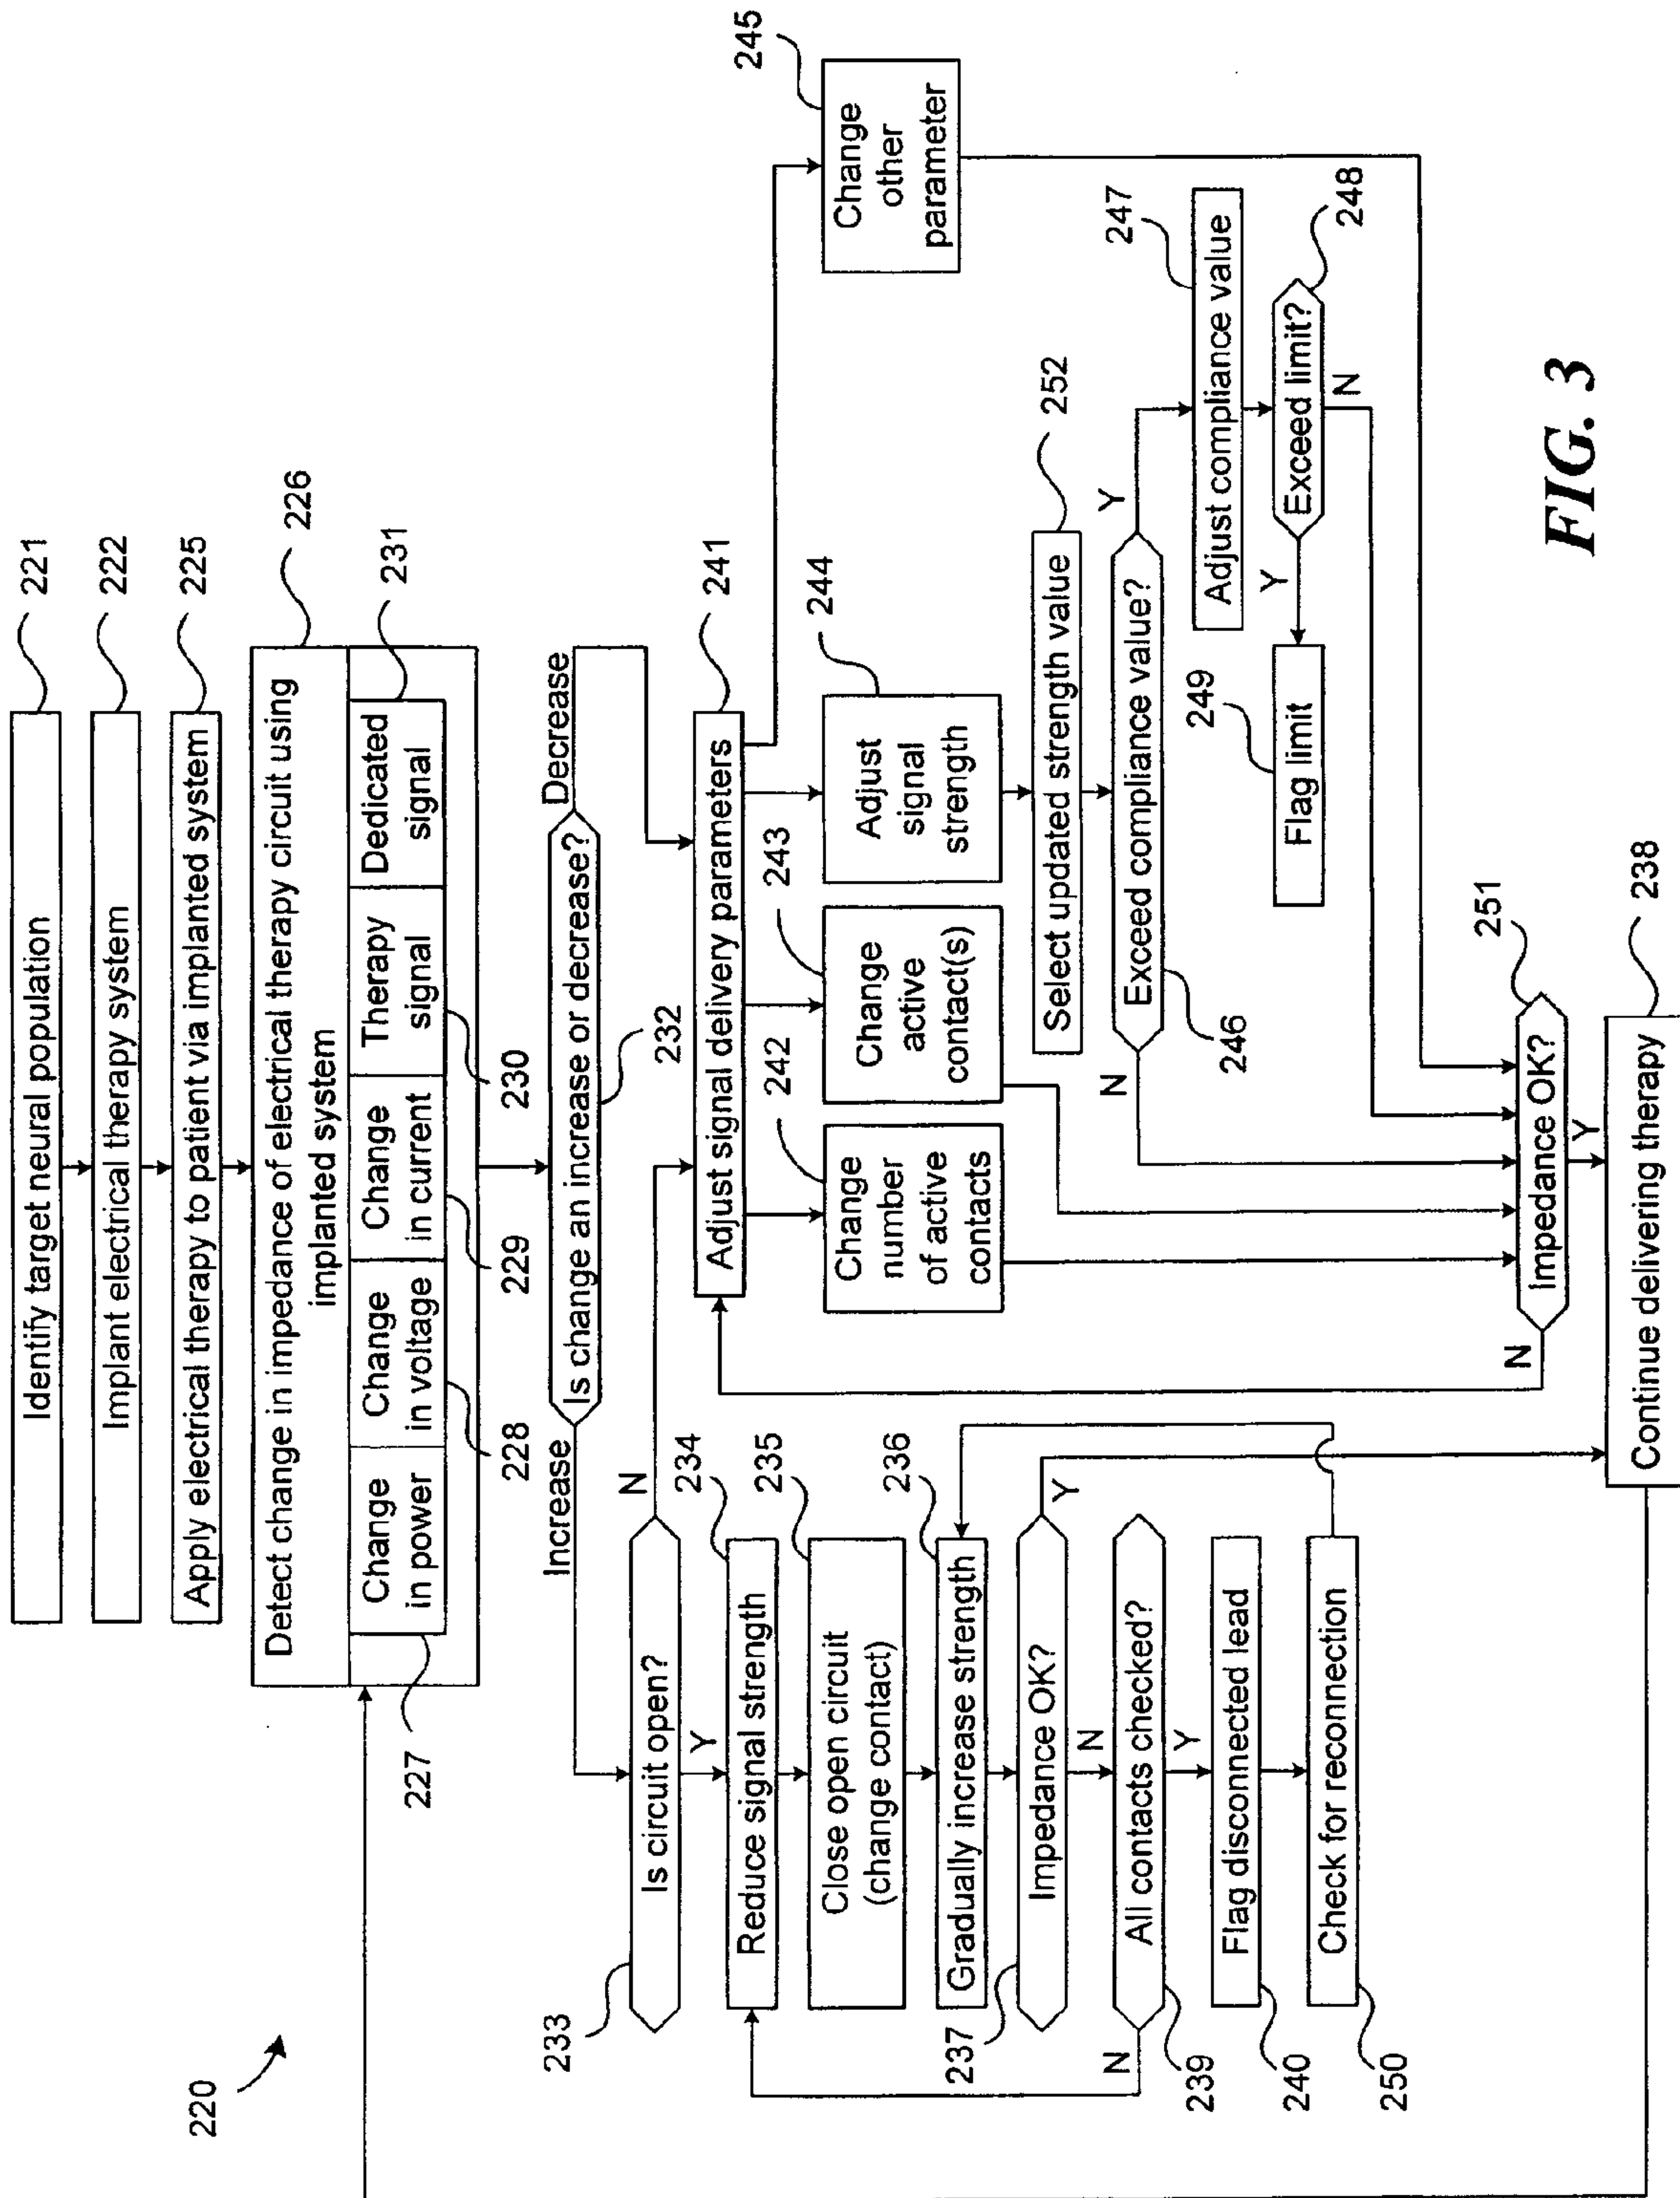 220
Identify target neural population
221
Implant electrical therapy system
222
Apply electrical therapy to patient via implanted system
225
Detect change in impedance of electrical therapy circuit using
implanted system
226
Change
in power
Change
in voltage
Change
in current
Therapy
signal
Dedicated
signal
227
228
229
230
231
Increase
Is change an increase or decrease?
Decrease
232
233
Is circuit open?
N
Y
Reduce signal strength
234
Close open circuit
(change contact)
235
Gradually increase strength
236
237
Impedance OK?
Y
N
All contacts checked?
N
239
Y
Flag disconnected lead
240
Check for reconnection
250
Adjust signal delivery parameters
241
Change
number
of active
contacts
242
Change
active
contact(s)
243
Adjust
signal
strength
244
Change
other
parameter
245
Select updated strength value
252
N
Exceed compliance value?
Y
246
Adjust compliance value
247
Y
Exceed limit?
248
N
Flag limit
249
N
Impedance OK?
251
Y
Continue delivering therapy
238
FIG. 3